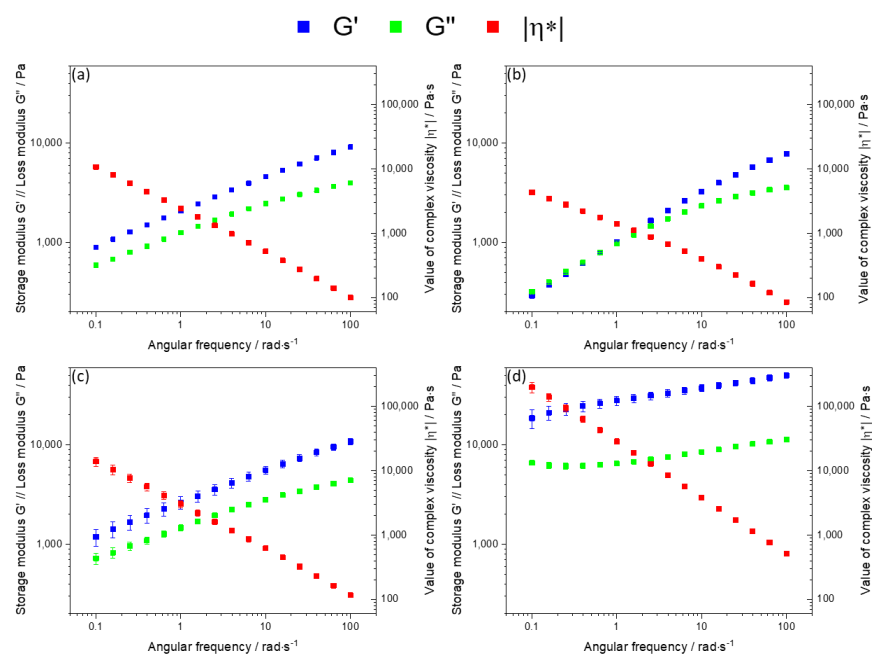 G' G" |η*|
(a)
Storage modulus G' // Loss modulus G" / Pa
10,000
1,000
0.1 1 10 100
Angular frequency / rad·s⁻¹
100,000
10,000
1,000
100
Value of complex viscosity |η*| / Pa·s
(b)
Storage modulus G' // Loss modulus G" / Pa
10,000
1,000
0.1 1 10 100
Angular frequency / rad·s⁻¹
100,000
10,000
1,000
100
Value of complex viscosity |η*| / Pa·s
(c)
Storage modulus G' // Loss modulus G" / Pa
10,000
1,000
0.1 1 10 100
Angular frequency / rad·s⁻¹
100,000
10,000
1,000
100
Value of complex viscosity |η*| / Pa·s
(d)
Storage modulus G' // Loss modulus G" / Pa
10,000
1,000
0.1 1 10 100
Angular frequency / rad·s⁻¹
100,000
10,000
1,000
100
Value of complex viscosity |η*| / Pa·s